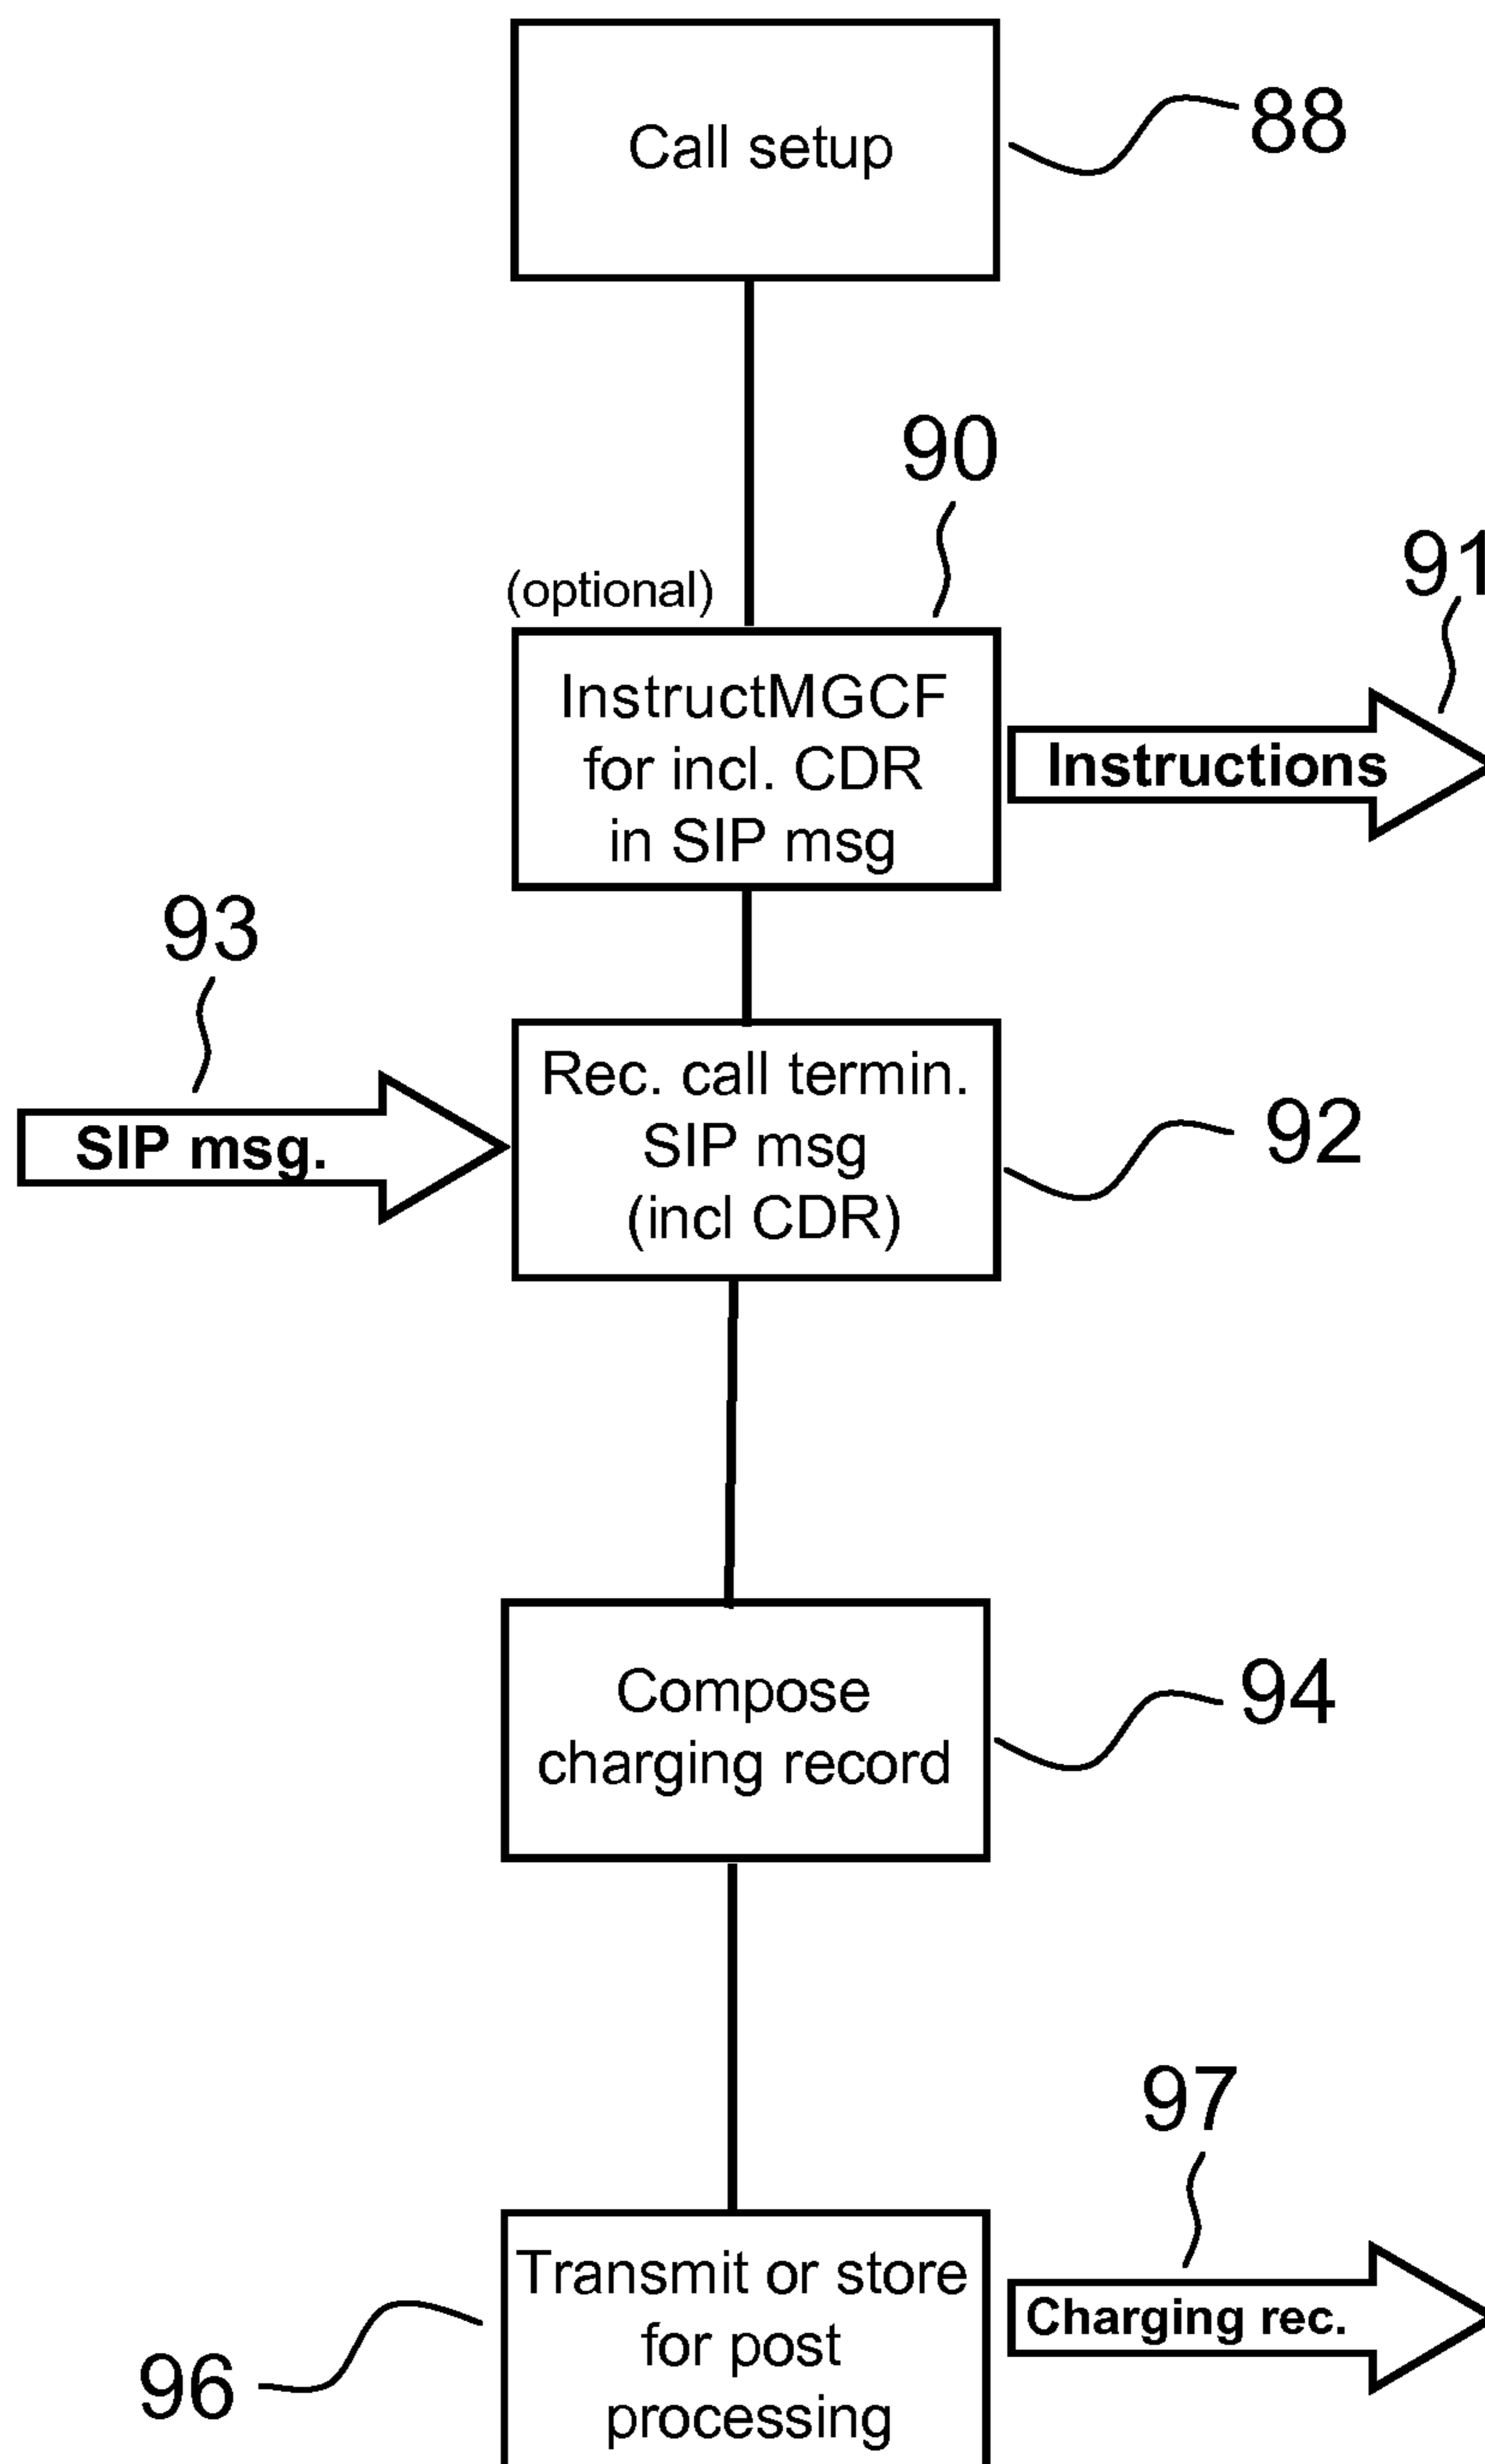 Call setup
88
90
91
(optional)
InstructMGCF
for incl. CDR
in SIP msg
Instructions
93
SIP msg.
Rec. call termin.
SIP msg
(incl CDR)
92
Compose
charging record
94
97
Transmit or store
for post
processing
Charging rec.
96